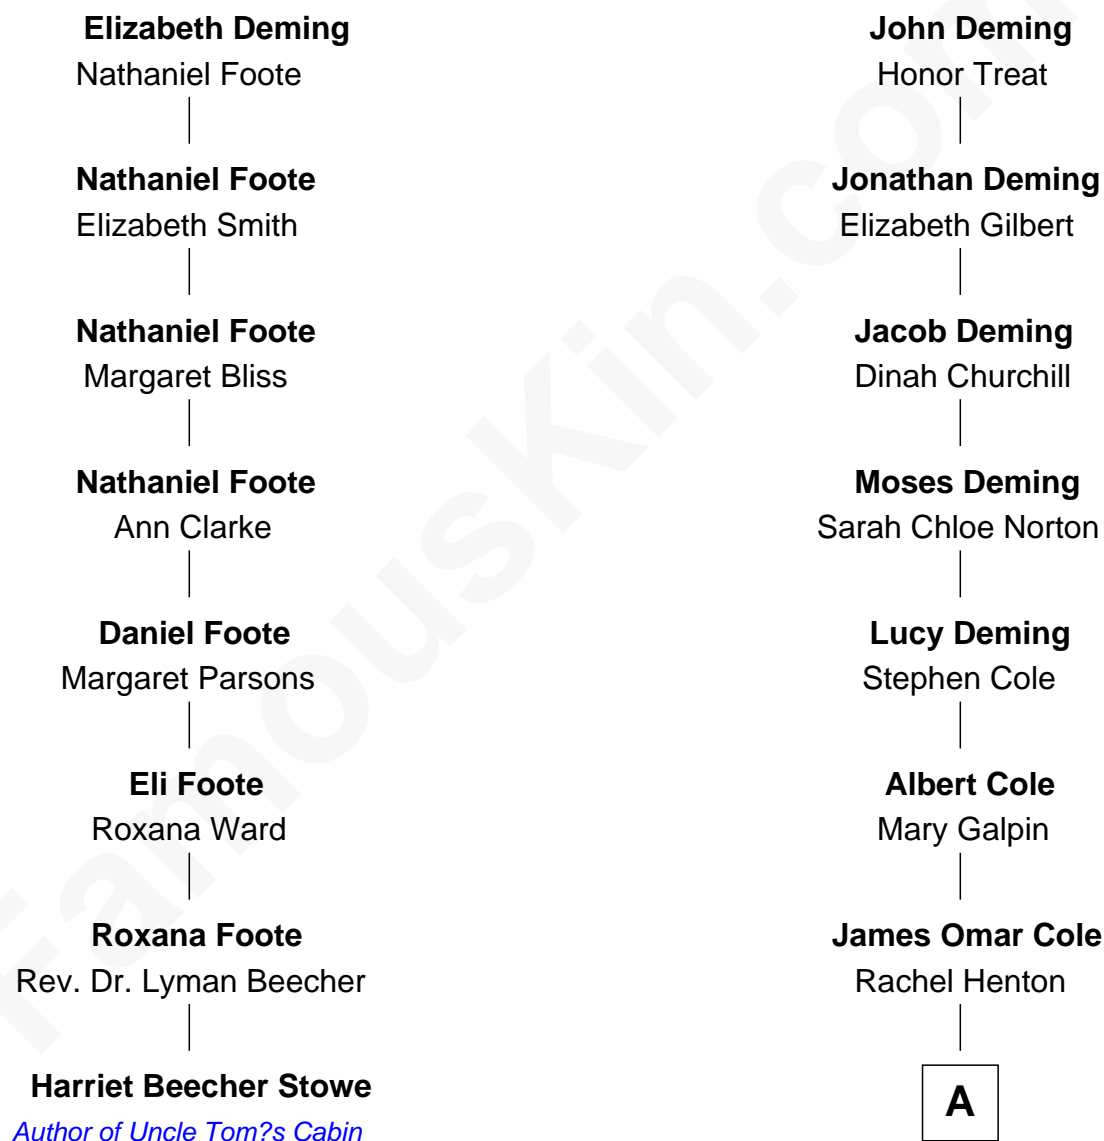 Elizabeth Deming
Nathaniel Foote
Nathaniel Foote
Elizabeth Smith
Nathaniel Foote
Margaret Bliss
Nathaniel Foote
Ann Clarke
Daniel Foote
Margaret Parsons
Eli Foote
Roxana Ward
Roxana Foote
Rev. Dr. Lyman Beecher
Harriet Beecher Stowe
Author of Uncle Tom?s Cabin
John Deming
Honor Treat
Jonathan Deming
Elizabeth Gilbert
Jacob Deming
Dinah Churchill
Moses Deming
Sarah Chloe Norton
Lucy Deming
Stephen Cole
Albert Cole
Mary Galpin
James Omar Cole
Rachel Henton
A
FamousKin.com